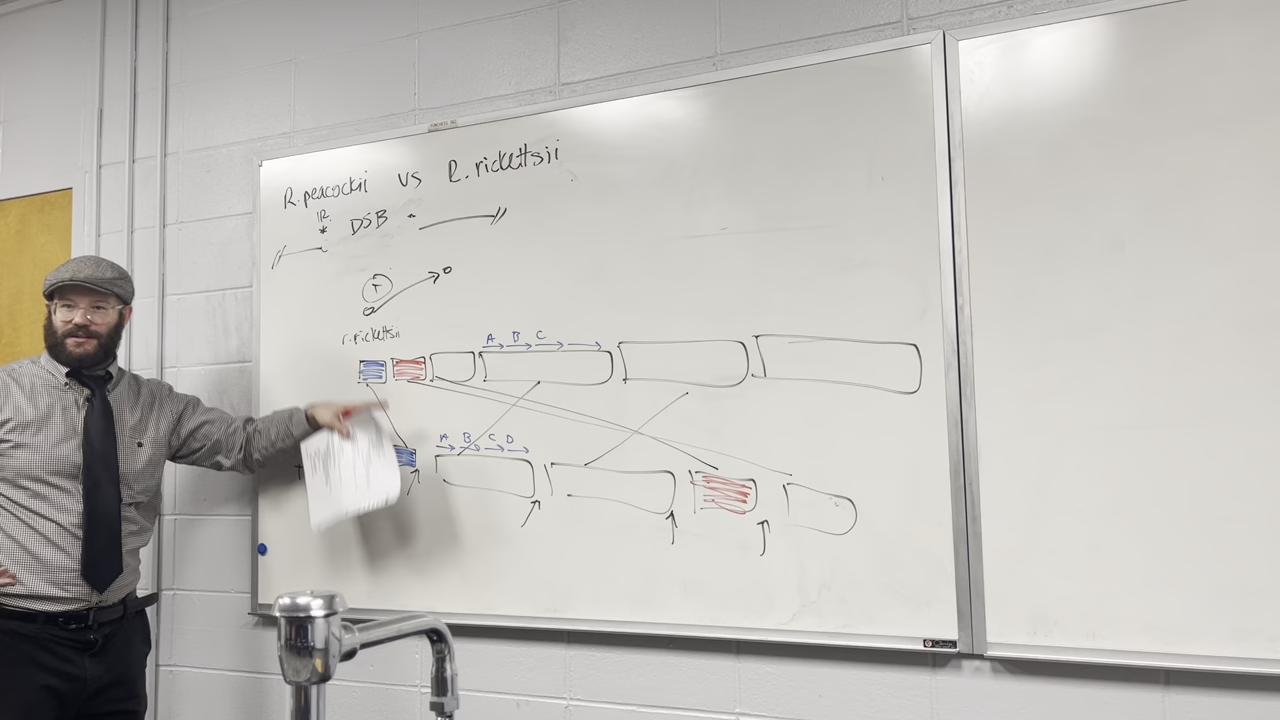 R.peacockii vs R.rickettsii
IR
* DSB
+
r.rickettsii
A B C
A B C D